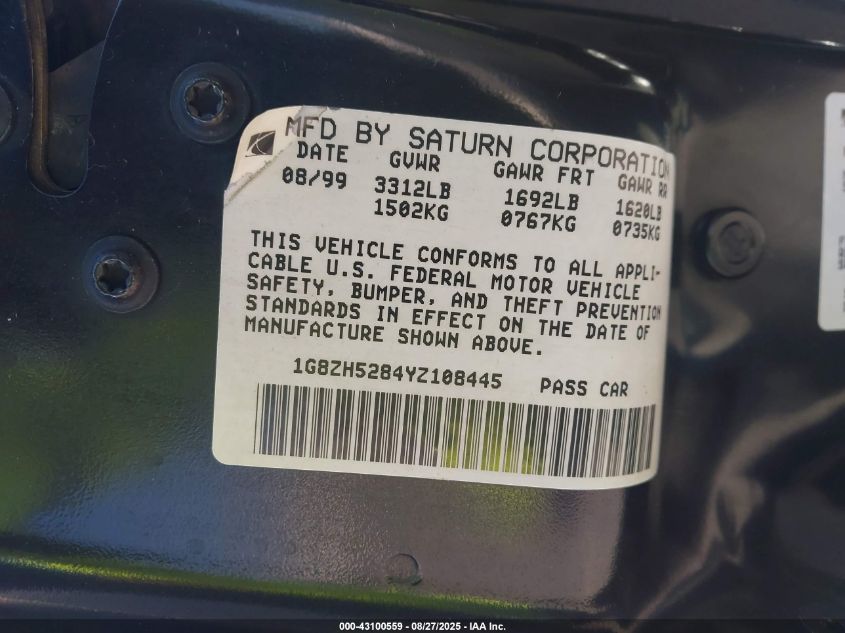 MFD BY SATURN CORPORATION
DATE GVWR GAWR FRT GAWR RR
08/99 3312LB 1692LB 1620LB
1502KG 0767KG 0735KG
THIS VEHICLE CONFORMS TO ALL APPLI-
CABLE U.S. FEDERAL MOTOR VEHICLE
SAFETY, BUMPER, AND THEFT PREVENTION
STANDARDS IN EFFECT ON THE DATE OF
MANUFACTURE SHOWN ABOVE.
1G8ZH5284YZ108445 PASS CAR
000-43100559 - 08/27/2025 - IAA Inc.